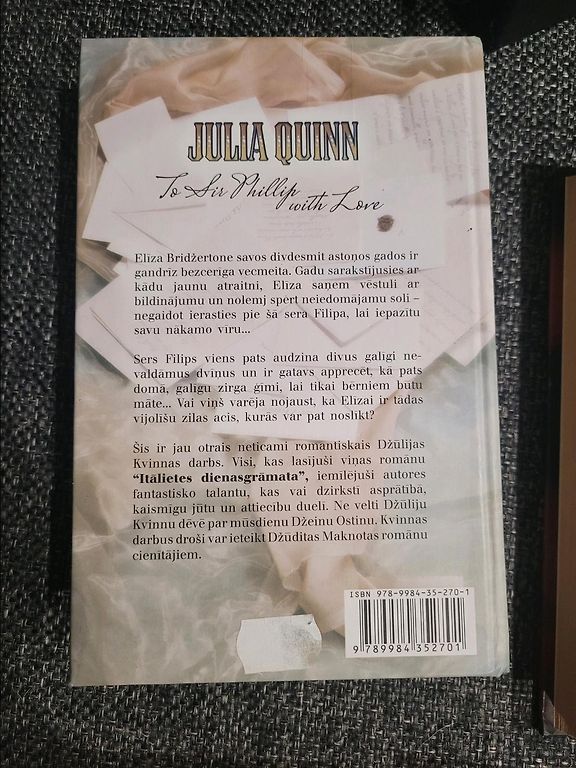 JULIA QUINN
To Sir Phillip
with Love
Elīza Bridžertone savos divdesmit astoņos gados ir
gandrīz bezcerīga vecmeita. Gadu sarakstījusies ar
kādu jaunu atraitni, Elīza saņem vēstuli ar
bildinājumu un nolemj spert neiedomājamu soli –
negaidot ierasties pie šā sera Filipa, lai iepazītu
savu nākamo vīru...
Sers Filips viens pats audzina divus galīgi ne-
valdāmus dvīņus un ir gatavs apprecēt, kā pats
domā, galīgu zirga ģīmi, lai tikai bērniem būtu
māte... Vai viņš varēja nojaust, ka Elīzai ir tādas
vijolīšu zilas acis, kurās var pat noslīkt?
Šis ir jau otrais neticami romantiskais Džūlijas
Kvinnas darbs. Visi, kas lasījuši viņas romānu
“Itālietes dienasgrāmata”, iemīlējuši autores
fantastisko talantu, kas vai dzirkstī asprātībā,
kaismīgu jūtu un attiecību duelī. Ne velti Džūliju
Kvinnu dēvē par mūsdienu Džeinu Ostinu. Kvinnas
darbus droši var ieteikt Džūditas Maknotas romānu
cienītājiem.
ISBN 978-9984-35-270-1
9 789984 352701